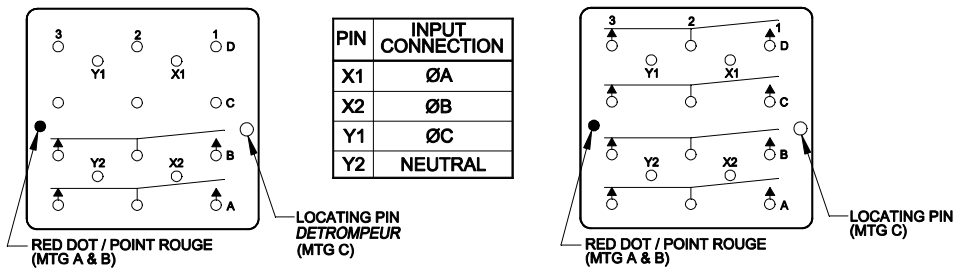 3 2 1
D
Y1 X1
C
B
Y2 X2
A
RED DOT / POINT ROUGE
(MTG A & B)
LOCATING PIN
DETROMPEUR
(MTG C)
PIN INPUT CONNECTION
X1 ØA
X2 ØB
Y1 ØC
Y2 NEUTRAL
3 2 1
D
Y1 X1
C
B
Y2 X2
A
RED DOT / POINT ROUGE
(MTG A & B)
LOCATING PIN
(MTG C)